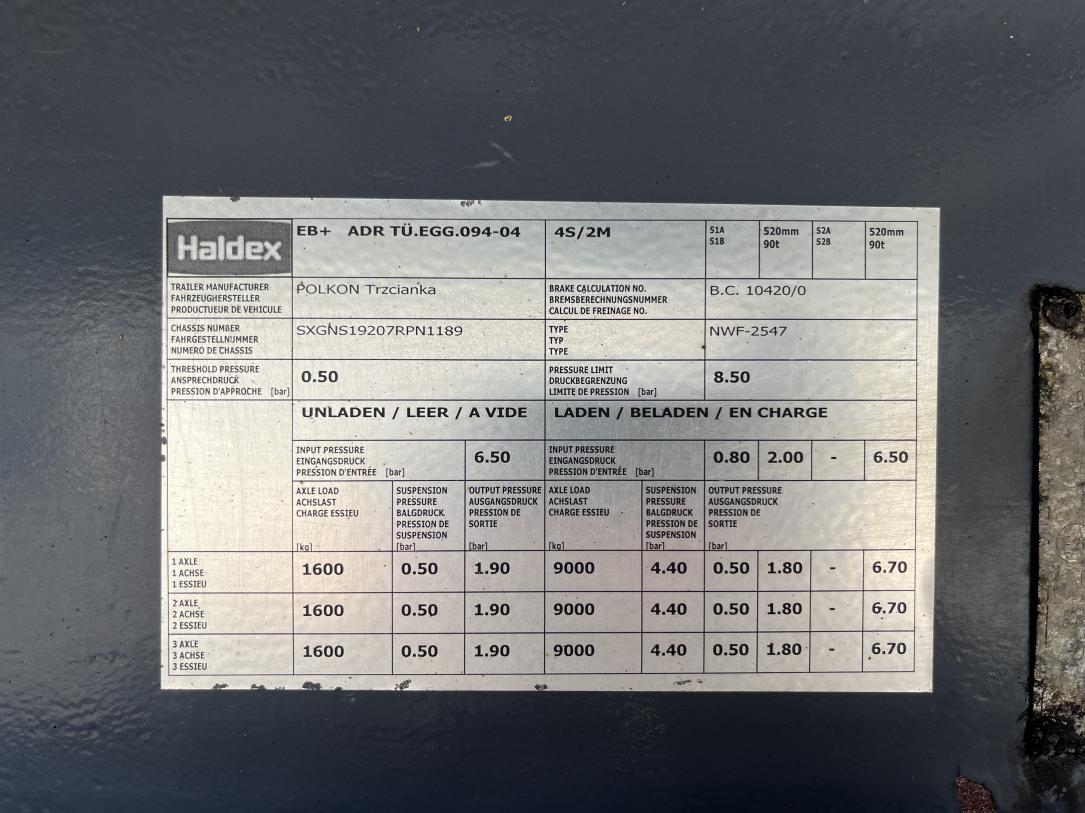 Haldex
EB+ ADR TÜ.EGG.094-04
4S/2M
S1A
S1B
520mm
90t
S2A
S2B
520mm
90t
TRAILER MANUFACTURER
FAHRZEUGHERSTELLER
PRODUCTUEUR DE VEHICULE
POLKON Trzcianka
BRAKE CALCULATION NO.
BREMSBERECHNUNGSNUMMER
CALCUL DE FREINAGE NO.
B.C. 10420/0
CHASSIS NUMBER
FAHRGESTELLNUMMER
NUMERO DE CHASSIS
SXGNS19207RPN1189
TYPE
TYP
TYPE
NWF-2547
THRESHOLD PRESSURE
ANSPRECHDRUCK
PRESSION D'APPROCHE [bar]
0.50
PRESSURE LIMIT
DRUCKBEGRENZUNG
LIMITE DE PRESSION [bar]
8.50
UNLADEN / LEER / A VIDE
LADEN / BELADEN / EN CHARGE
INPUT PRESSURE
EINGANGSDRUCK
PRESSION D'ENTRÉE [bar]
6.50
INPUT PRESSURE
EINGANGSDRUCK
PRESSION D'ENTRÉE [bar]
0.80 2.00 - 6.50
AXLE LOAD
ACHSLAST
CHARGE ESSIEU
[kg]
SUSPENSION
PRESSURE
BALGDRUCK
PRESSION DE
SUSPENSION
[bar]
OUTPUT PRESSURE
AUSGANGSDRUCK
PRESSION DE
SORTIE
[bar]
AXLE LOAD
ACHSLAST
CHARGE ESSIEU
[kg]
SUSPENSION
PRESSURE
BALGDRUCK
PRESSION DE
SUSPENSION
[bar]
OUTPUT PRESSURE
AUSGANGSDRUCK
PRESSION DE
SORTIE
[bar]
1 AXLE
1 ACHSE
1 ESSIEU
1600 0.50 1.90 9000 4.40 0.50 1.80 - 6.70
2 AXLE
2 ACHSE
2 ESSIEU
1600 0.50 1.90 9000 4.40 0.50 1.80 - 6.70
3 AXLE
3 ACHSE
3 ESSIEU
1600 0.50 1.90 9000 4.40 0.50 1.80 - 6.70